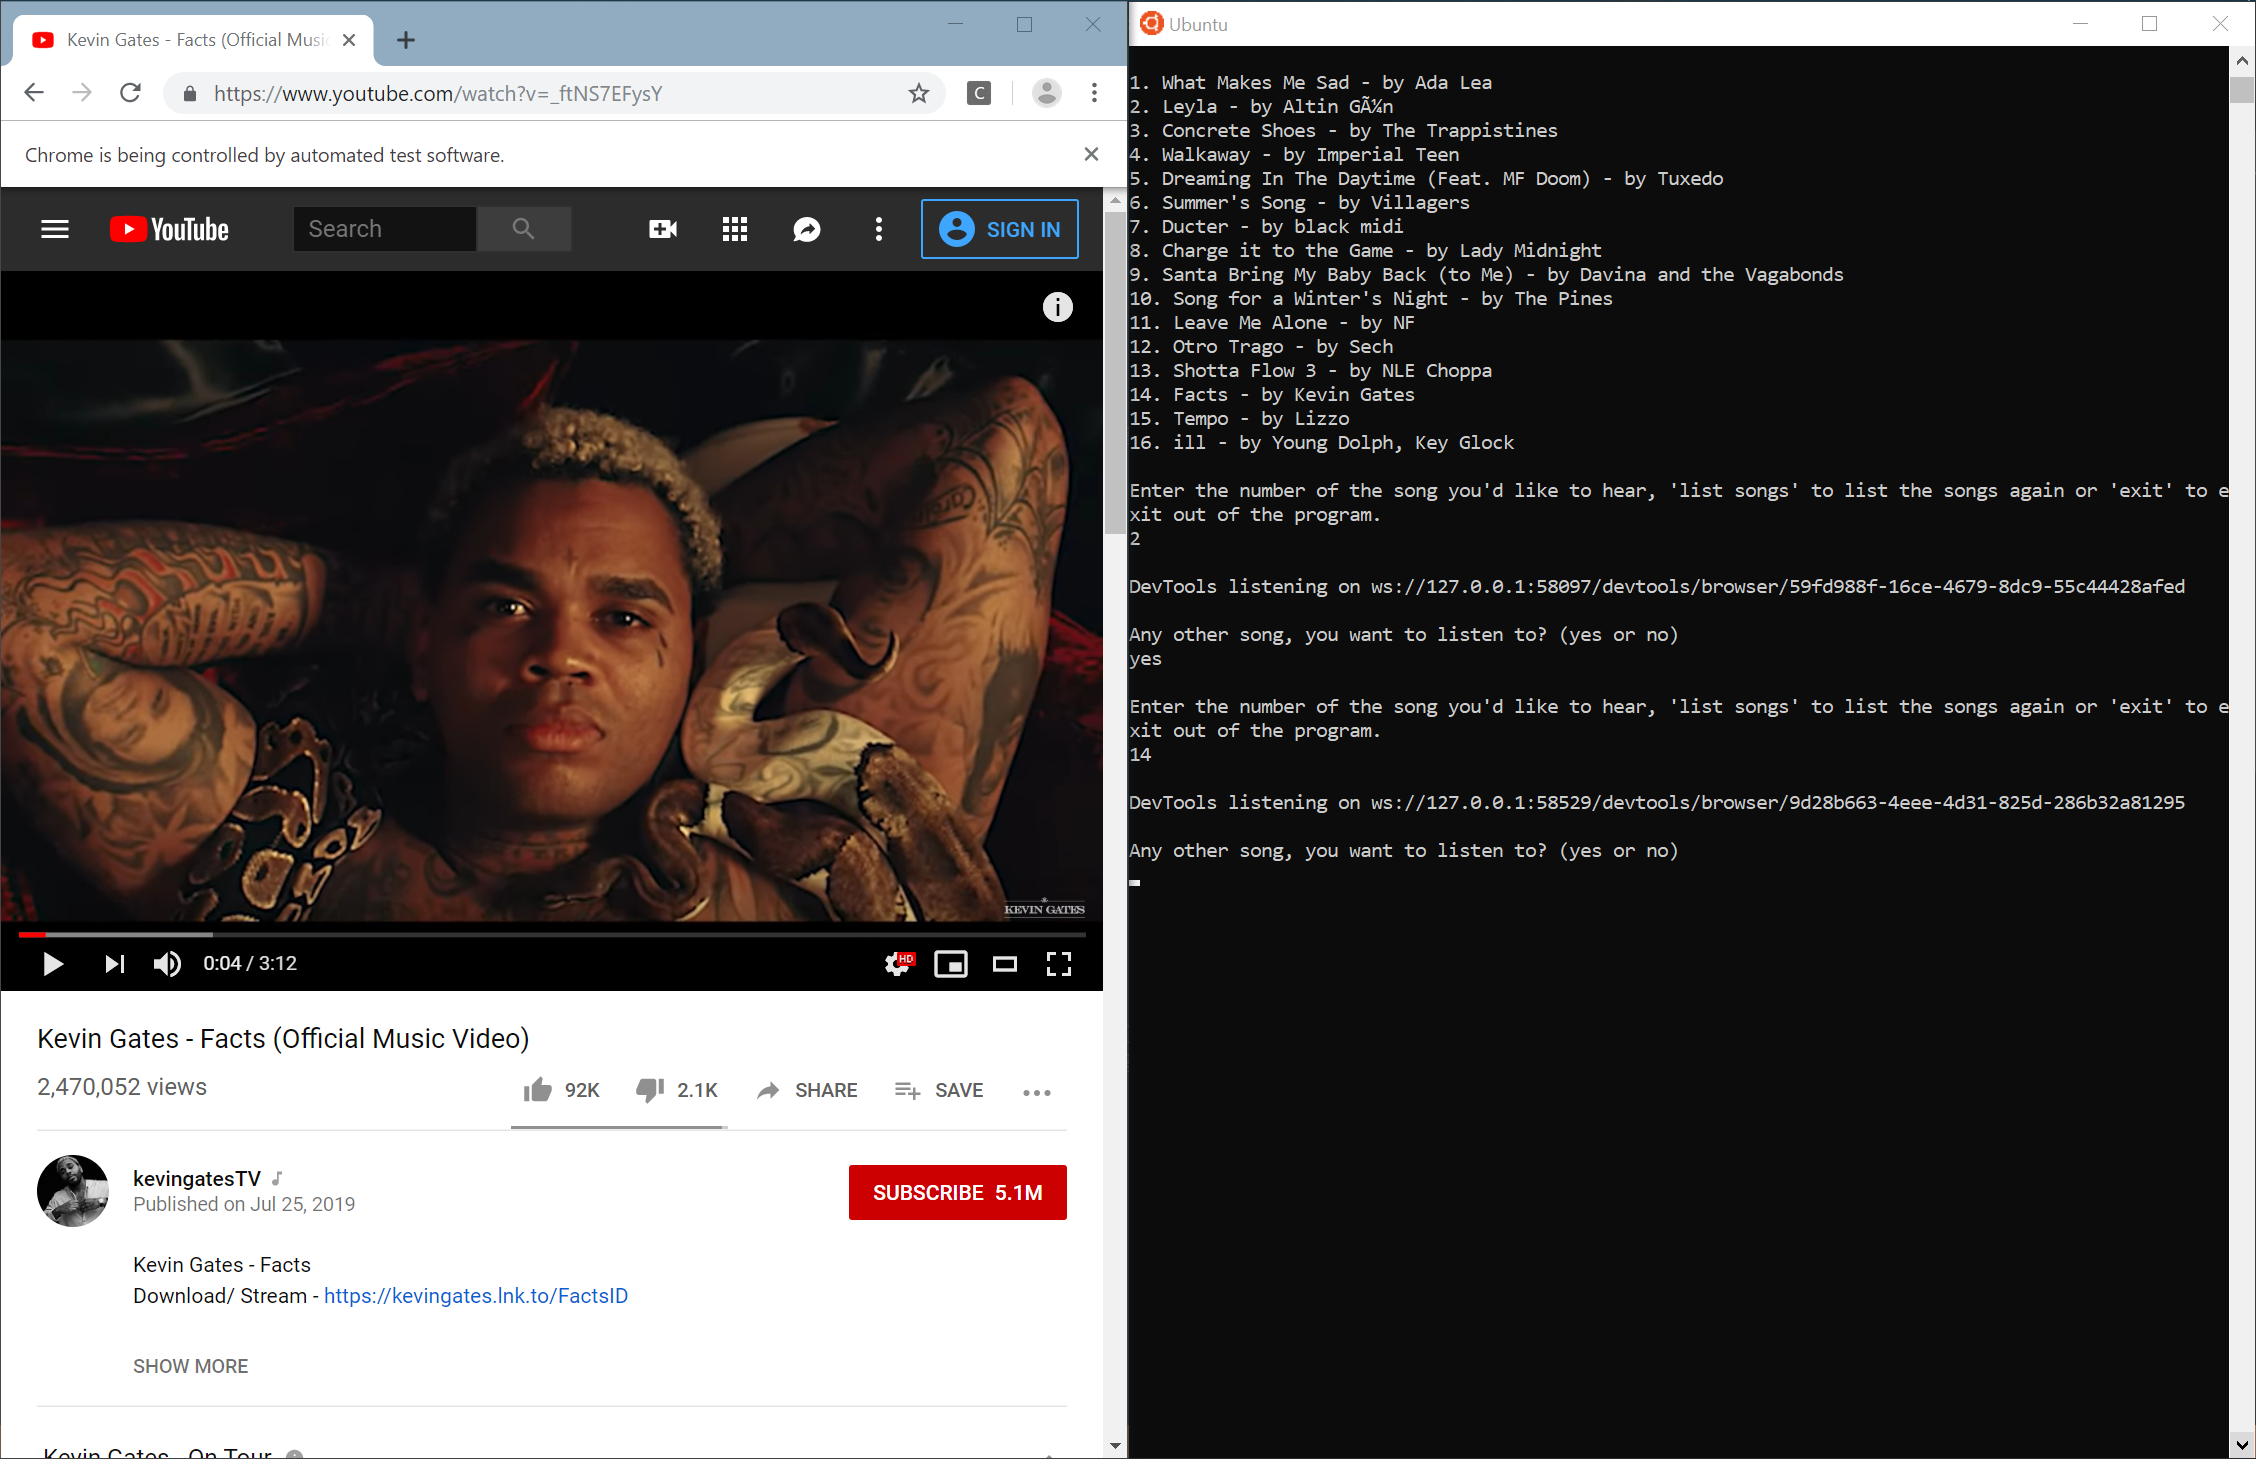 Kevin Gates - Facts (Official Musi
https://www.youtube.com/watch?v=_ftNS7EFysY
C
Chrome is being controlled by automated test software.
YouTube
Search
SIGN IN
i
KEVIN GATES
0:04 / 3:12
HD
Kevin Gates - Facts (Official Music Video)
2,470,052 views
92K
2.1K
SHARE
SAVE
kevingatesTV
Published on Jul 25, 2019
SUBSCRIBE 5.1M
Kevin Gates - Facts
Download/ Stream - https://kevingates.lnk.to/FactsID
SHOW MORE
Kevin Gates - On Tour
Ubuntu
1. What Makes Me Sad - by Ada Lea
2. Leyla - by Altin GÃ¼n
3. Concrete Shoes - by The Trappistines
4. Walkaway - by Imperial Teen
5. Dreaming In The Daytime (Feat. MF Doom) - by Tuxedo
6. Summer's Song - by Villagers
7. Ducter - by black midi
8. Charge it to the Game - by Lady Midnight
9. Santa Bring My Baby Back (to Me) - by Davina and the Vagabonds
10. Song for a Winter's Night - by The Pines
11. Leave Me Alone - by NF
12. Otro Trago - by Sech
13. Shotta Flow 3 - by NLE Choppa
14. Facts - by Kevin Gates
15. Tempo - by Lizzo
16. ill - by Young Dolph, Key Glock
Enter the number of the song you'd like to hear, 'list songs' to list the songs again or 'exit' to e
xit out of the program.
2
DevTools listening on ws://127.0.0.1:58097/devtools/browser/59fd988f-16ce-4679-8dc9-55c44428afed
Any other song, you want to listen to? (yes or no)
yes
Enter the number of the song you'd like to hear, 'list songs' to list the songs again or 'exit' to e
xit out of the program.
14
DevTools listening on ws://127.0.0.1:58529/devtools/browser/9d28b663-4eee-4d31-825d-286b32a81295
Any other song, you want to listen to? (yes or no)